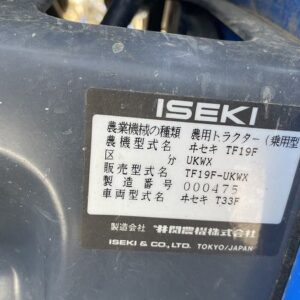 ISEKI
農業機械の種類 農用トラクター(乗用型
農機型式名 ヰセキ TF19F
区分 UKWX
販売型式名 TF19F-UKWX
製造番号 000475
車両型式名 ヰセキ T33F
製造会社 井関農機株式会社
ISEKI & CO., LTD. TOKYO/JAPAN